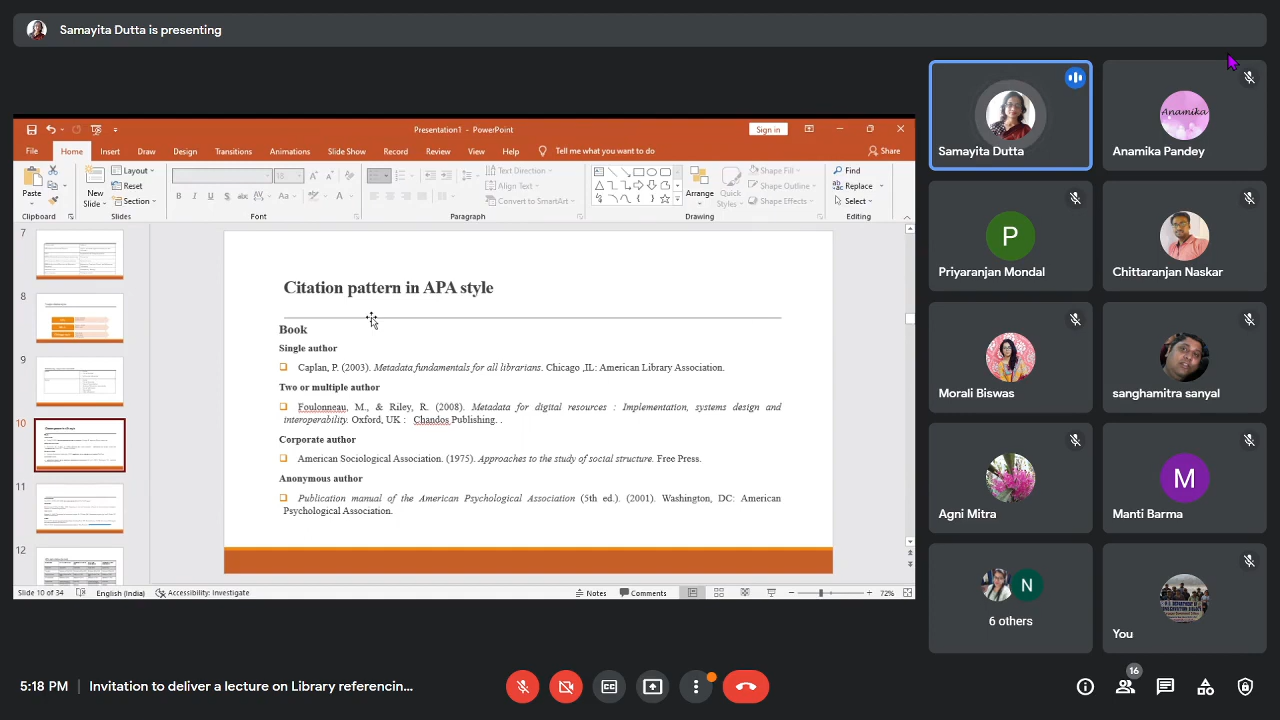 Samayita Dutta is presenting
Presentation1 - PowerPoint
Sign in
File Home Insert Draw Design Transitions Animations Slide Show Record Review View Help Tell me what you want to do Share
Paste
Clipboard
New
Slide
Layout
Reset
Section
Slides
18
B I U S
Aa
A
Font
Text Direction
Align Text
Convert to SmartArt
Paragraph
Arrange
Quick
Styles
Shape Fill
Shape Outline
Shape Effects
Drawing
Find
Replace
Select
Editing
7
8
9
10
11
12
Citation pattern in APA style
Book
Single author
Caplan, P. (2003). Metadata fundamentals for all librarians. Chicago ,IL: American Library Association.
Two or multiple author
Foulonneau, M., & Riley, R. (2008). Metadata for digital resources : Implementation, systems design and
interoperability. Oxford, UK : Chandos Publishing. .
Corporate author
American Sociological Association. (1975). Approaches to the study of social structure. Free Press.
Anonymous author
Publication manual of the American Psychological Association (5th ed.). (2001). Washington, DC: American
Psychological Association.
Slide 10 of 34 English (India) Accessibility: Investigate Notes Comments 72%
Samayita Dutta
Anamika
Anamika Pandey
P
Priyaranjan Mondal
Chittaranjan Naskar
Morali Biswas
sanghamitra sanyal
Agni Mitra
M
Manti Barma
N
6 others
You
5:18 PM Invitation to deliver a lecture on Library referencin...
16